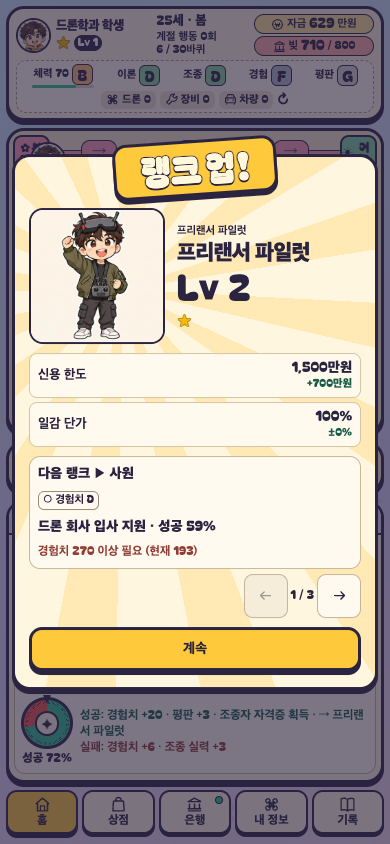 드론학과 학생
Lv 1
25세 · 봄
계절 행동 0회
6 / 30바퀴
자금 629 만원
빚 710 / 800
체력 70 B
이론 D
조종 D
경험 F
평판 G
드론 0
장비 0
차량 0
랭크 업!
프리랜서 파일럿
프리랜서 파일럿
Lv 2
신용 한도
1,500만원
+700만원
일감 단가
100%
±0%
다음 랭크 ▶ 사원
경험치 D
드론 회사 입사 지원 · 성공 59%
경험치 270 이상 필요 (현재 193)
← 1 / 3 →
계속
성공 72%
성공: 경험치 +20 · 평판 +3 · 조종자 자격증 획득 · → 프리랜
서 파일럿
실패: 경험치 +6 · 조종 실력 +3
홈
상점
은행
내 정보
기록